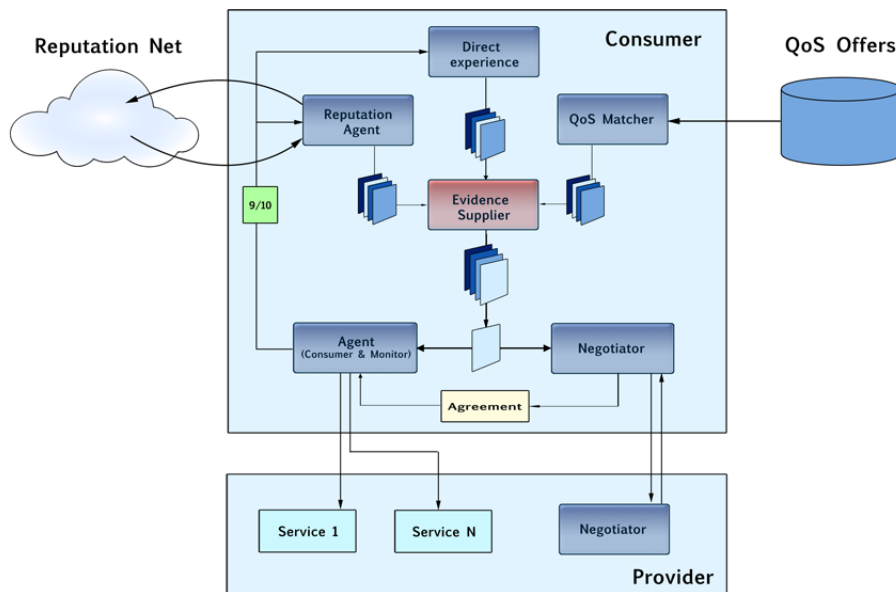 Reputation Net
Consumer
QoS Offers
Direct
experience
Reputation
Agent
QoS Matcher
Evidence
Supplier
9/10
Agent
(Consumer & Monitor)
Negotiator
Agreement
Service 1
Service N
Negotiator
Provider